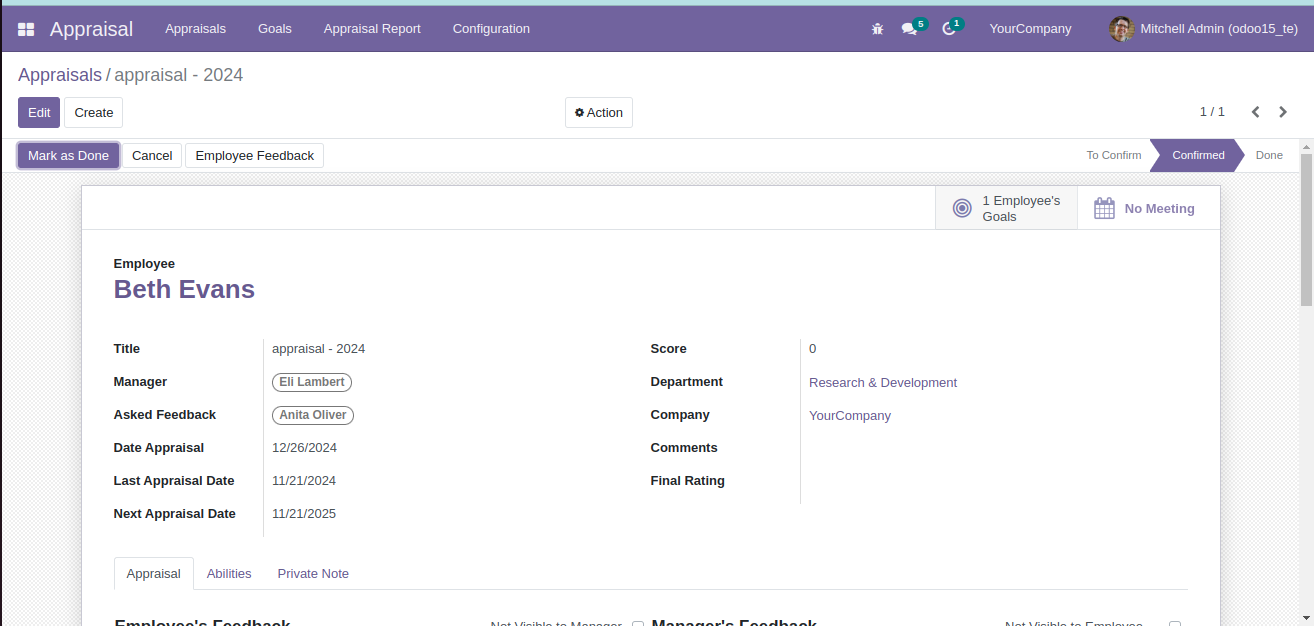 Appraisal Appraisals Goals Appraisal Report Configuration 5 1 YourCompany Mitchell Admin (odoo15_te)
Appraisals / appraisal - 2024
Edit Create Action 1 / 1
Mark as Done Cancel Employee Feedback To Confirm Confirmed Done
1 Employee's
Goals
No Meeting
Employee
Beth Evans
Title appraisal - 2024
Manager Eli Lambert
Asked Feedback Anita Oliver
Date Appraisal 12/26/2024
Last Appraisal Date 11/21/2024
Next Appraisal Date 11/21/2025
Score 0
Department Research & Development
Company YourCompany
Comments
Final Rating
Appraisal Abilities Private Note
Employee's Feedback Not Visible to Manager Manager's Feedback Not Visible to Employee